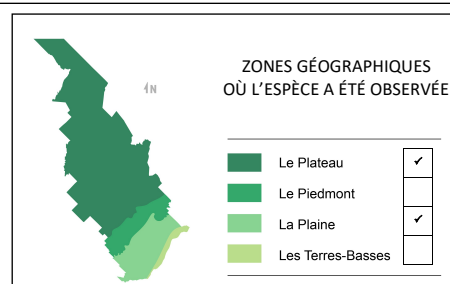 ZONES GÉOGRAPHIQUES
OÙ L’ESPÈCE A ÉTÉ OBSERVÉE
N
Le Plateau ✓
Le Piedmont
La Plaine ✓
Les Terres-Basses